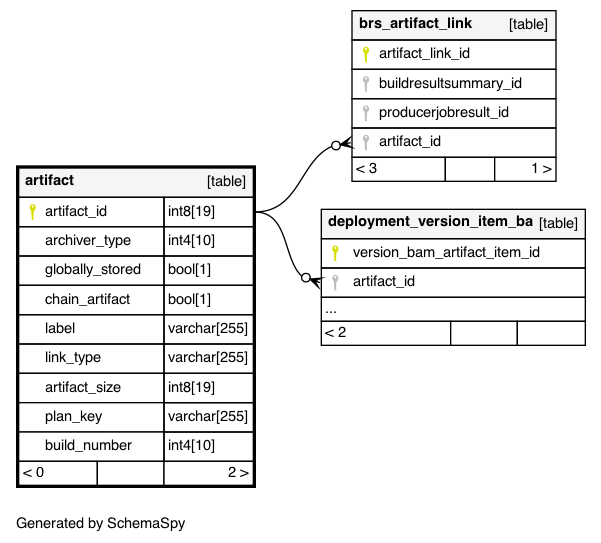 brs_artifact_link [table]
artifact_link_id
buildresultsummary_id
producerjobresult_id
artifact_id
< 3 1 >
artifact [table]
artifact_id int8[19]
archiver_type int4[10]
globally_stored bool[1]
chain_artifact bool[1]
label varchar[255]
link_type varchar[255]
artifact_size int8[19]
plan_key varchar[255]
build_number int4[10]
< 0 2 >
deployment_version_item_ba [table]
version_bam_artifact_item_id
artifact_id
...
< 2
Generated by SchemaSpy